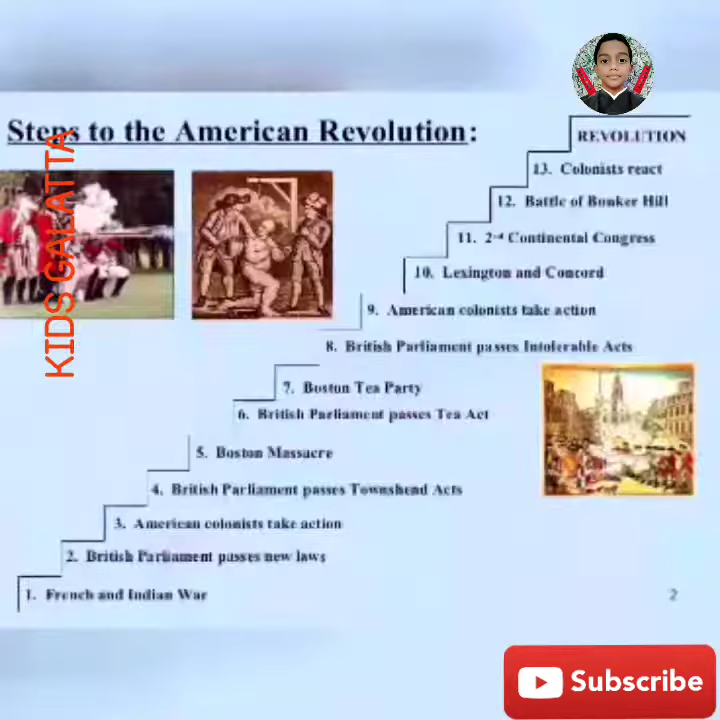 Steps to the American Revolution:
REVOLUTION
13. Colonists react
12. Battle of Bonker Hill
11. 2nd Continental Congress
10. Lexington and Concord
9. American colonists take action
8. British Parliament passes Intolerable Acts
7. Boston Tea Party
6. British Parliament passes Tea Act
5. Boston Massacre
4. British Parliament passes Townshend Acts
3. American colonists take action
2. British Parliament passes new laws
1. French and Indian War
2
KIDS GALATTA
Subscribe